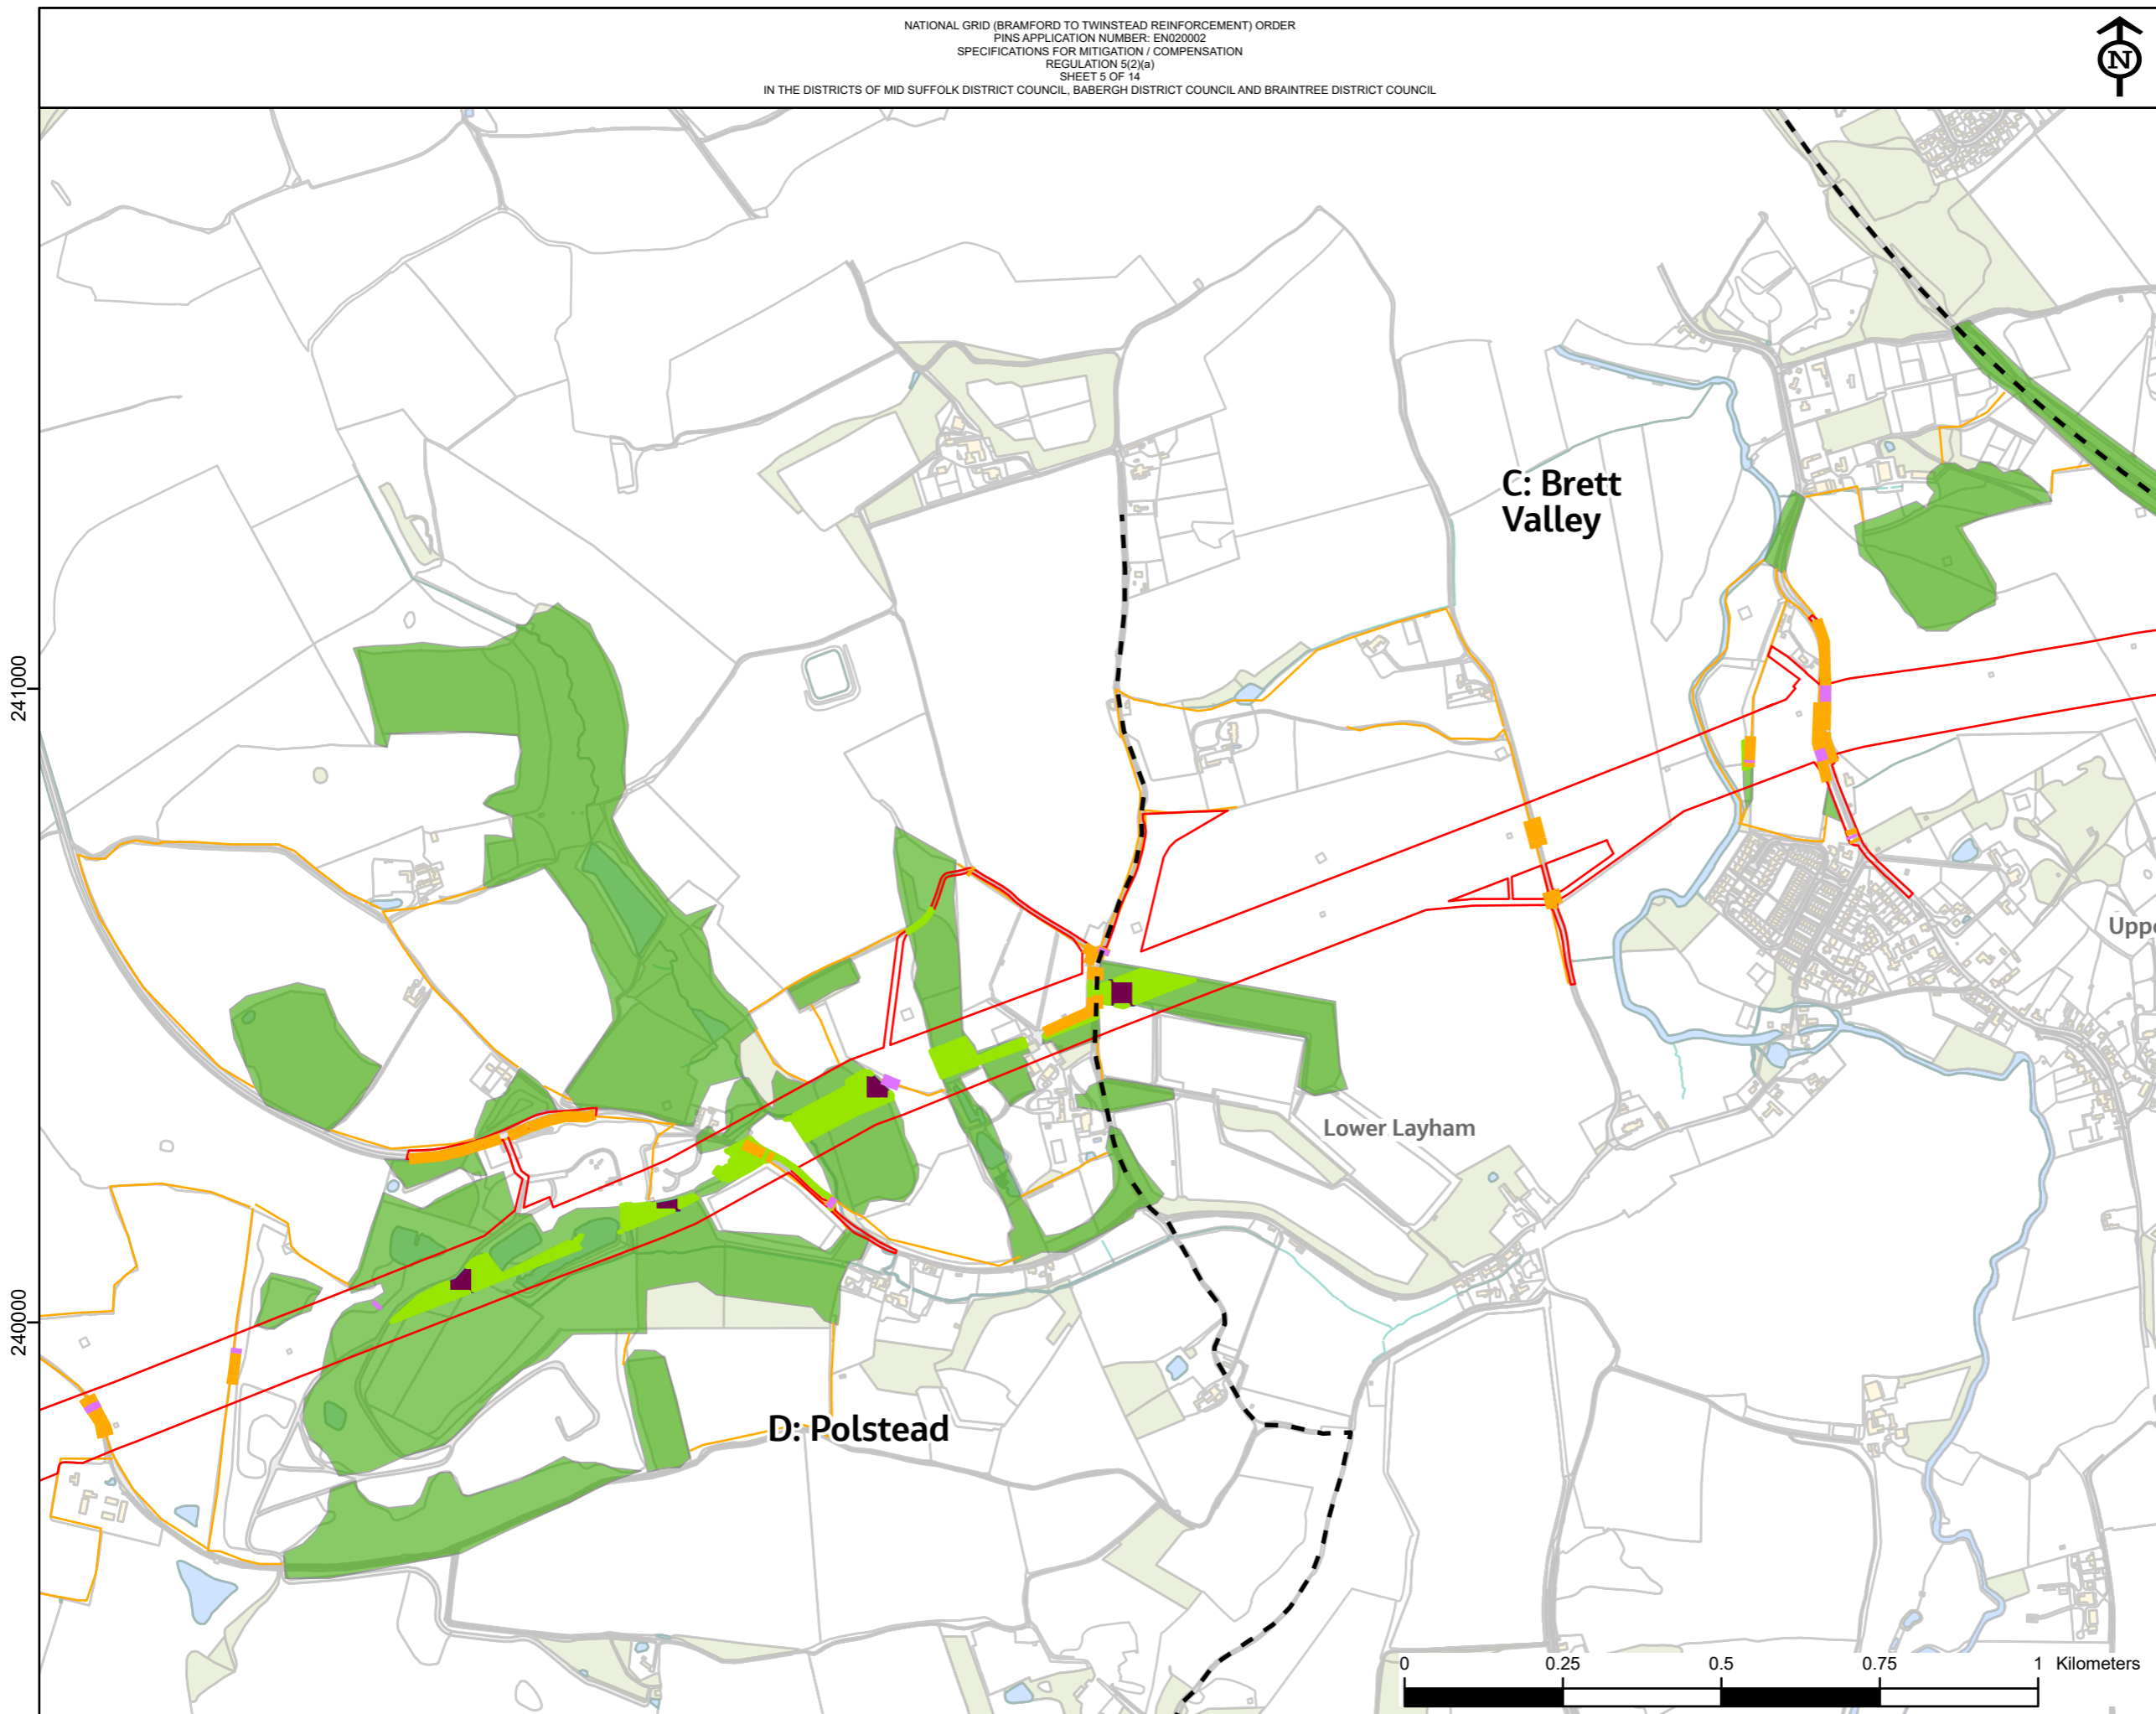 NATIONAL GRID (BRAMFORD TO TWINSTEAD REINFORCEMENT) ORDER
PINS APPLICATION NUMBER: EN020002
SPECIFICATIONS FOR MITIGATION / COMPENSATION
REGULATION 5(2)(a)
SHEET 5 OF 14
IN THE DISTRICTS OF MID SUFFOLK DISTRICT COUNCIL, BABERGH DISTRICT COUNCIL AND BRAINTREE DISTRICT COUNCIL
N
C: Brett
Valley
241000
Uppe
Lower Layham
240000
D: Polstead
0 0.25 0.5 0.75 1 Kilometers